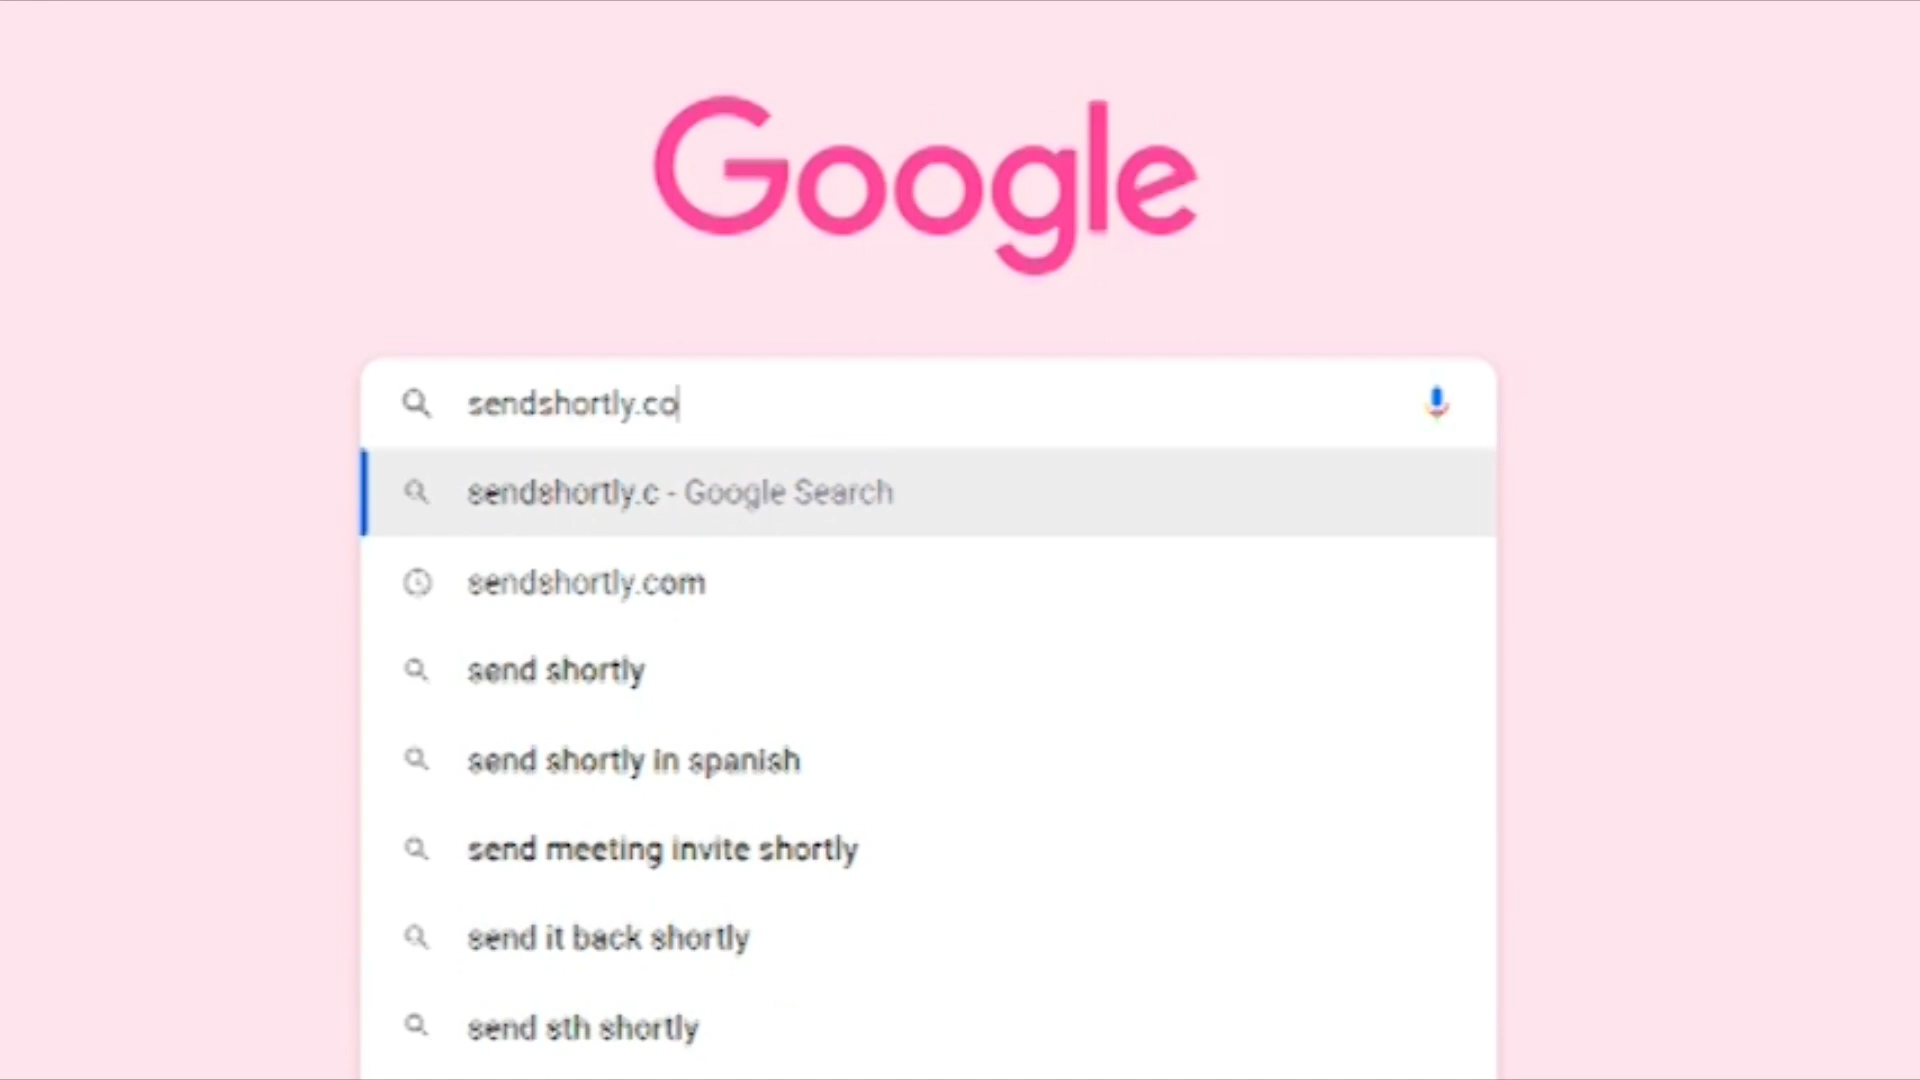 Google
sendshortly.co
sendshortly.c - Google Search
sendshortly.com
send shortly
send shortly in spanish
send meeting invite shortly
send it back shortly
send sth shortly